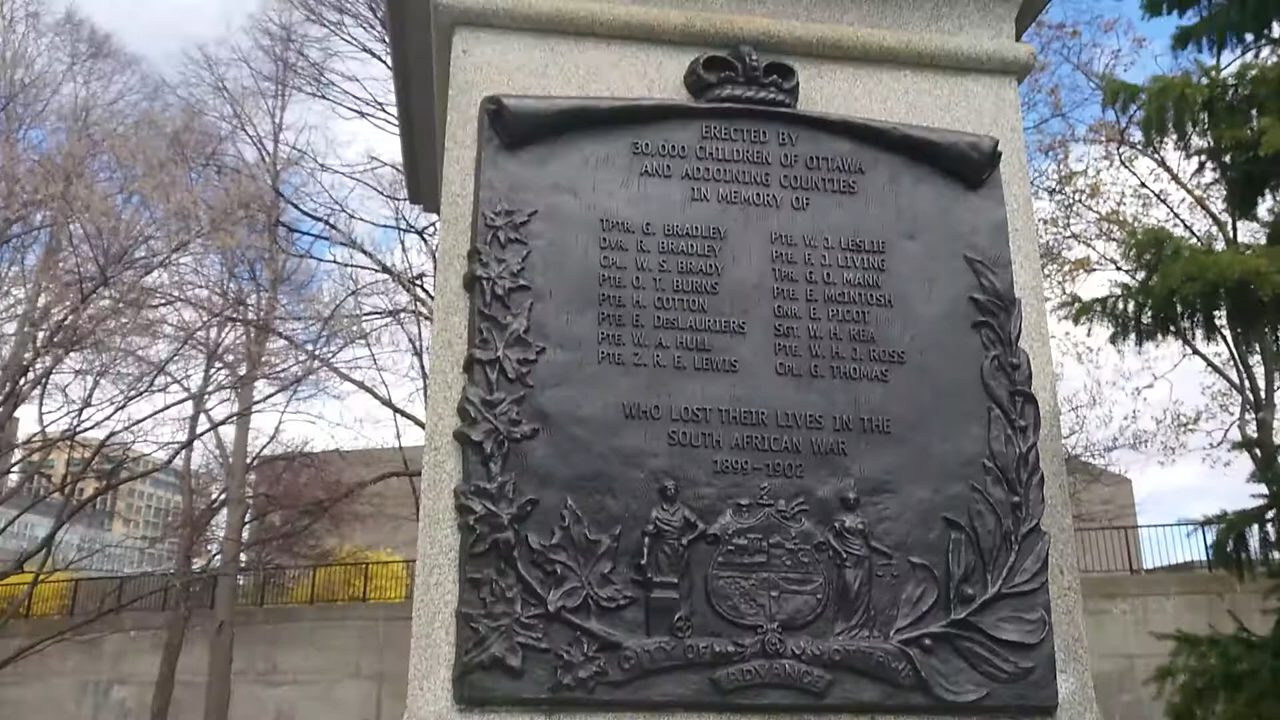 ERECTED BY
30,000 CHILDREN OF OTTAWA
AND ADJOINING COUNTIES
IN MEMORY OF
TPTR. G. BRADLEY
DVR. R. BRADLEY
CPL. W. S. BRADY
PTE. O. T. BURNS
PTE. H. COTTON
PTE. E. DESLAURIERS
PTE. W. A. HULL
PTE. Z. R. E. LEWIS
PTE. W. J. LESLIE
PTE. F. J. LIVING
TPR. G. O. MANN
PTE. E. MCINTOSH
GNR. E. PICOT
SGT. W. H. REA
PTE. W. H. J. ROSS
CPL. G. THOMAS
WHO LOST THEIR LIVES IN THE
SOUTH AFRICAN WAR
1899-1902
CITY OF OTTAWA
ADVANCE